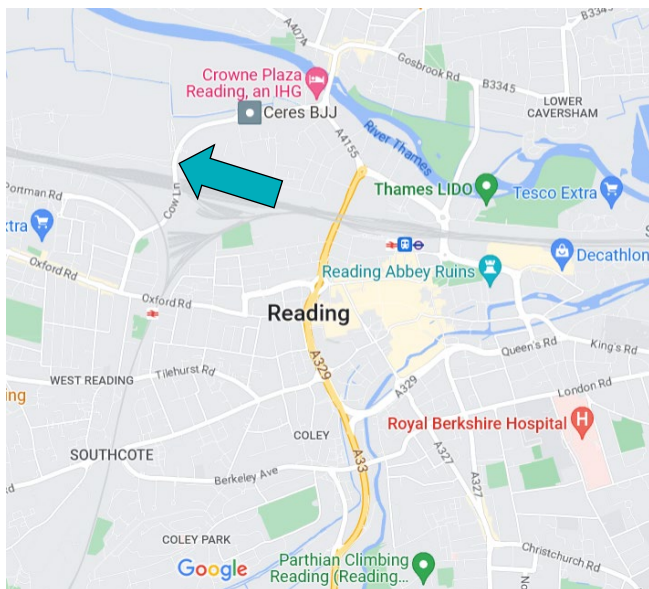 A4074
B3345
Gosbrook Rd
B3345
Crowne Plaza
Reading, an IHG
LOWER
CAVERSHAM
Ceres BJJ
A4155
River Thames
Portman Rd
Cow Ln
Thames LIDO
Tesco Extra
tra
Decathlon
Oxford Rd
Reading Abbey Ruins
Oxford Rd
Reading
Queen's Rd
King's Rd
A329
A329
WEST READING
Tilehurst Rd
London Rd
ing
Royal Berkshire Hospital
H
COLEY
SOUTHCOTE
A33
A327
A327
Berkeley Ave
d
COLEY PARK
Christchurch Rd
Google
Parthian Climbing
Reading (Reading...